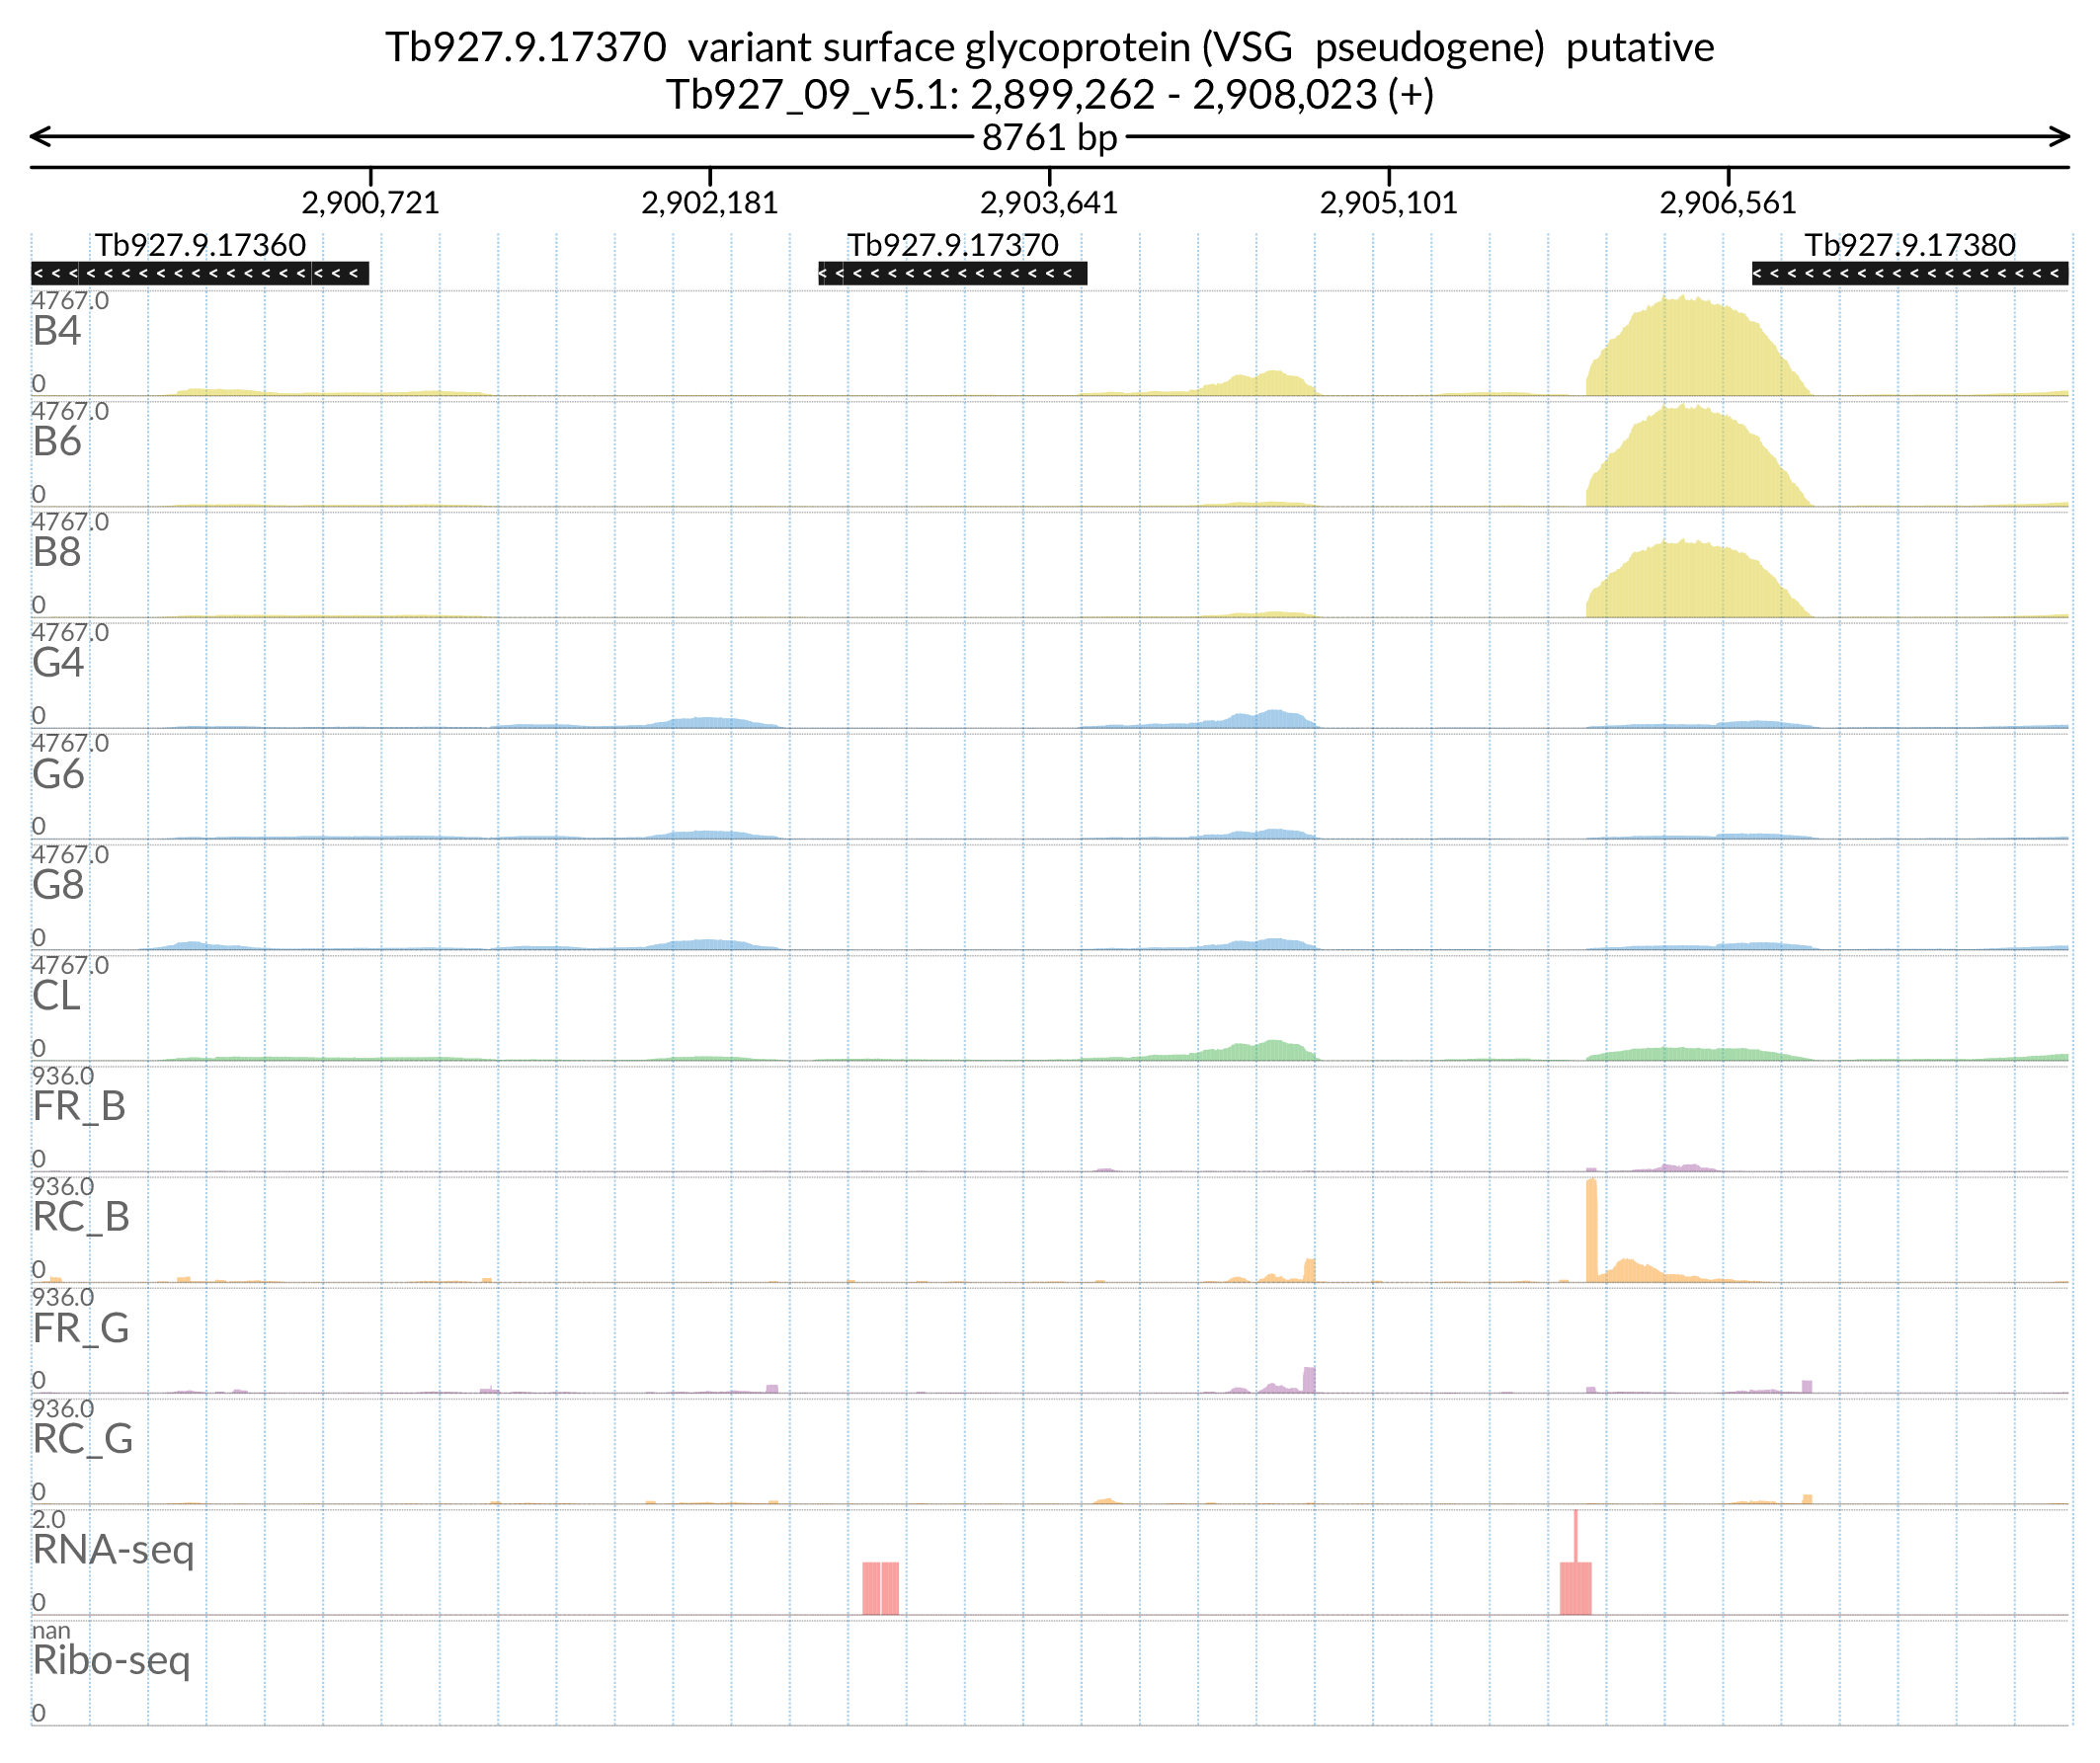 Tb927.9.17370  variant surface glycoprotein (VSG  pseudogene)  putative
Tb927_09_v5.1: 2,899,262 - 2,908,023 (+)
8761 bp
2,900,721 2,902,181 2,903,641 2,905,101 2,906,561
Tb927.9.17360 Tb927.9.17370 Tb927.9.17380
4767.0
B4
0
4767.0
B6
0
4767.0
B8
0
4767.0
G4
0
4767.0
G6
0
4767.0
G8
0
4767.0
CL
0
936.0
FR_B
0
936.0
RC_B
0
936.0
FR_G
0
936.0
RC_G
0
2.0
RNA-seq
0
nan
Ribo-seq
0